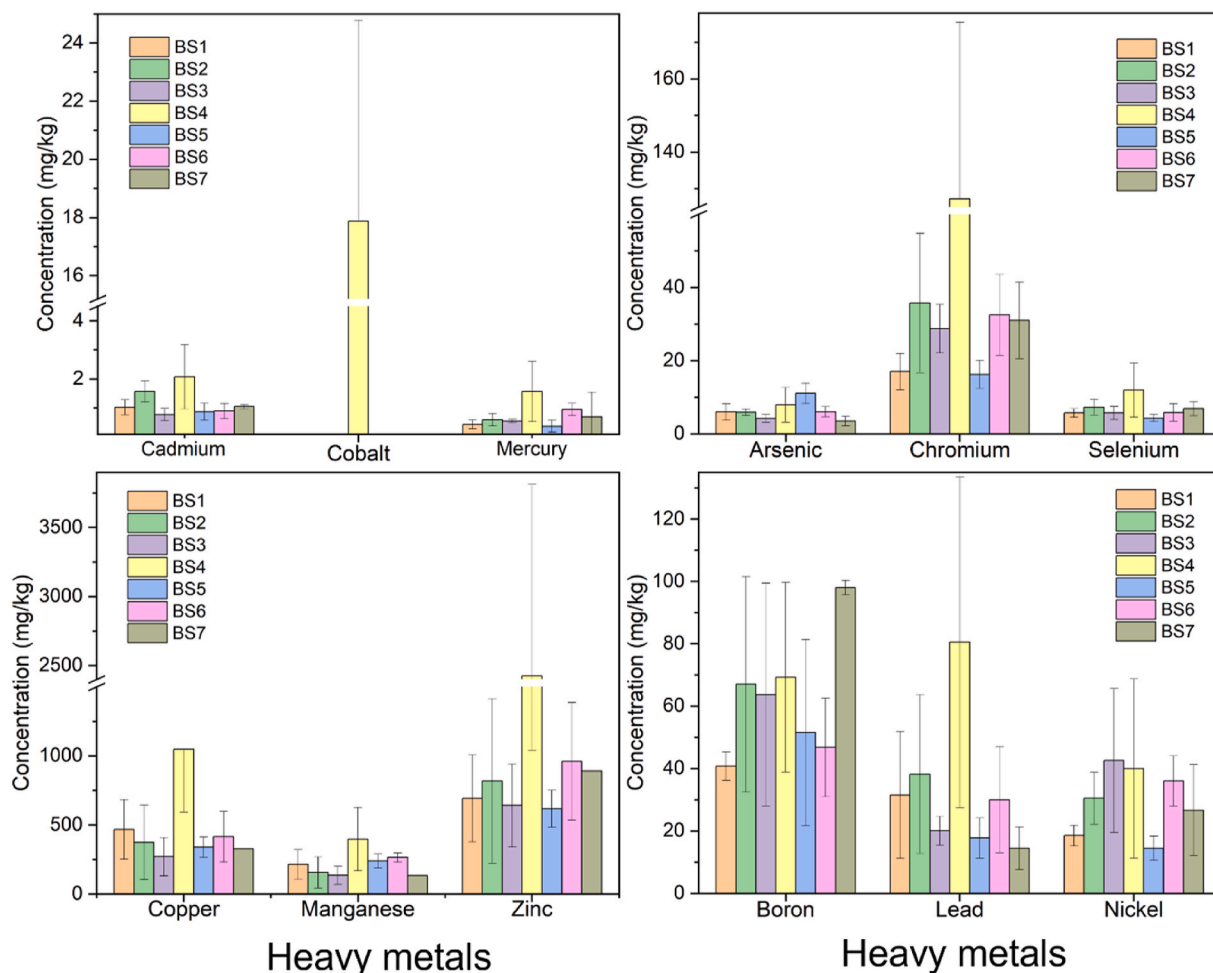 Concentration (mg/kg)
24
22
20
18
16
4
2
BS1
BS2
BS3
BS4
BS5
BS6
BS7
Cadmium Cobalt Mercury
Concentration (mg/kg)
160
140
40
20
0
BS1
BS2
BS3
BS4
BS5
BS6
BS7
Arsenic Chromium Selenium
Concentration (mg/kg)
3500
3000
2500
1000
500
0
BS1
BS2
BS3
BS4
BS5
BS6
BS7
Copper Manganese Zinc
Heavy metals
Concentration (mg/kg)
120
100
80
60
40
20
0
BS1
BS2
BS3
BS4
BS5
BS6
BS7
Boron Lead Nickel
Heavy metals